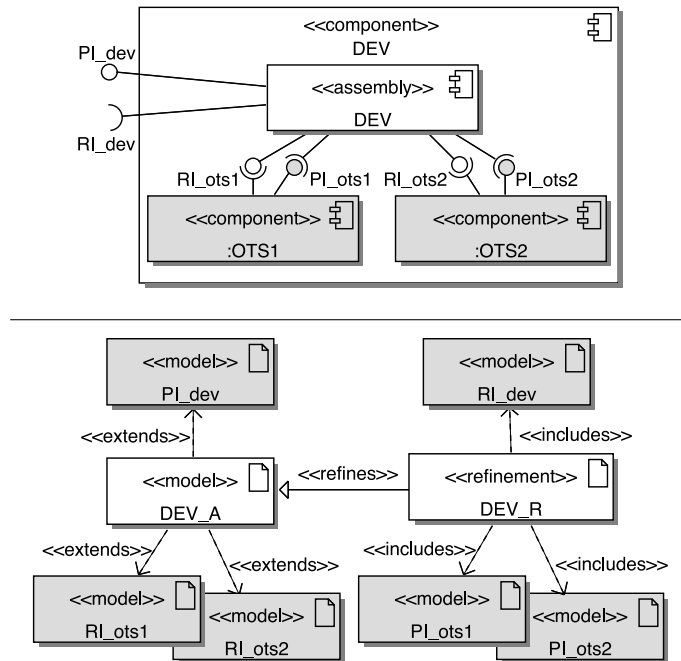 <<component>>
DEV
PI_dev
<<assembly>>
DEV
RI_dev
RI_ots1 PI_ots1 RI_ots2 PI_ots2
<<component>>
:OTS1
<<component>>
:OTS2
<<model>>
PI_dev
<<model>>
RI_dev
<<extends>>
<<includes>>
<<model>>
DEV_A
<<refines>>
<<refinement>>
DEV_R
<<extends>>
<<extends>>
<<includes>>
<<includes>>
<<model>>
RI_ots1
<<model>>
RI_ots2
<<model>>
PI_ots1
<<model>>
PI_ots2